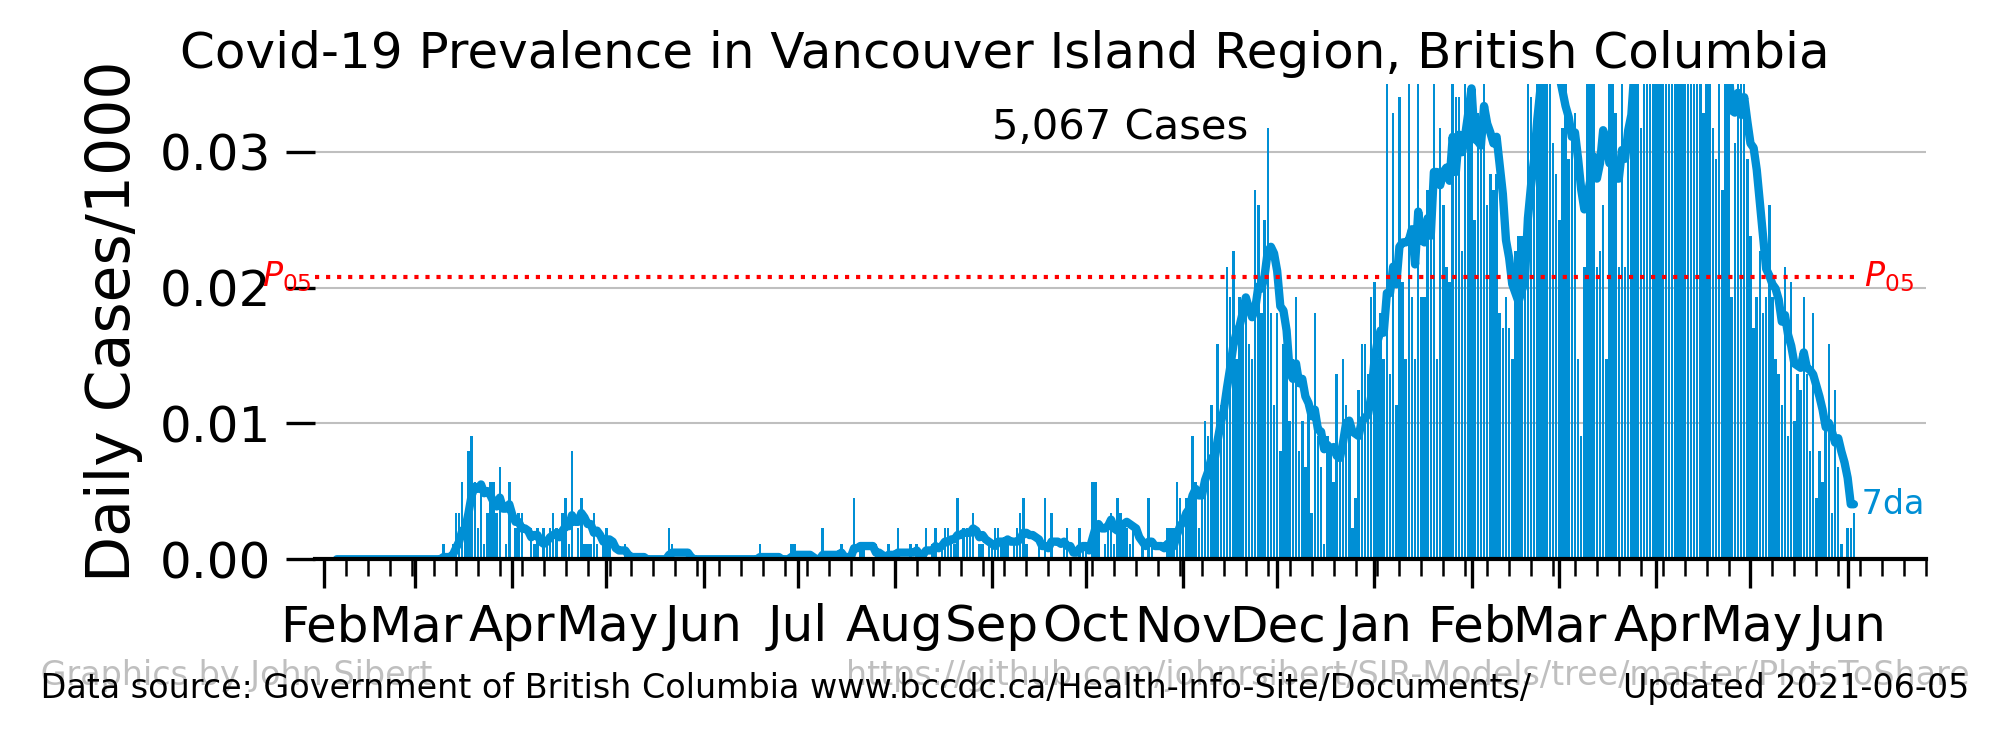 Covid-19 Prevalence in Vancouver Island Region, British Columbia
Daily Cases/1000
5,067 Cases
0.03
0.02
0.01
0.00
P05
P05
7da
Feb Mar Apr May Jun Jul Aug Sep Oct Nov Dec Jan Feb Mar Apr May Jun
Graphics by John Sibert https://github.com/johnrsibert/SIR-Models/tree/master/PlotsToShare
Data source: Government of British Columbia www.bccdc.ca/Health-Info-Site/Documents/ Updated 2021-06-05